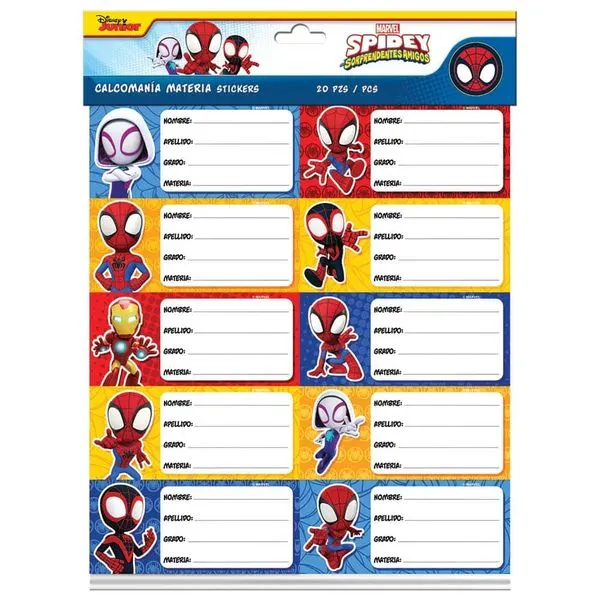 Disney
JUNIOR
MARVEL
SPIDEY
Y SUS
SORPRENDENTES AMIGOS
CALCOMANÍA MATERIA STICKERS
20 PZS / PCS
NOMBRE:
APELLIDO:
GRADO:
MATERIA:
NOMBRE:
APELLIDO:
GRADO:
MATERIA:
NOMBRE:
APELLIDO:
GRADO:
MATERIA:
NOMBRE:
APELLIDO:
GRADO:
MATERIA:
NOMBRE:
APELLIDO:
GRADO:
MATERIA:
NOMBRE:
APELLIDO:
GRADO:
MATERIA:
NOMBRE:
APELLIDO:
GRADO:
MATERIA:
NOMBRE:
APELLIDO:
GRADO:
MATERIA:
NOMBRE:
APELLIDO:
GRADO:
MATERIA:
NOMBRE:
APELLIDO:
GRADO:
MATERIA: